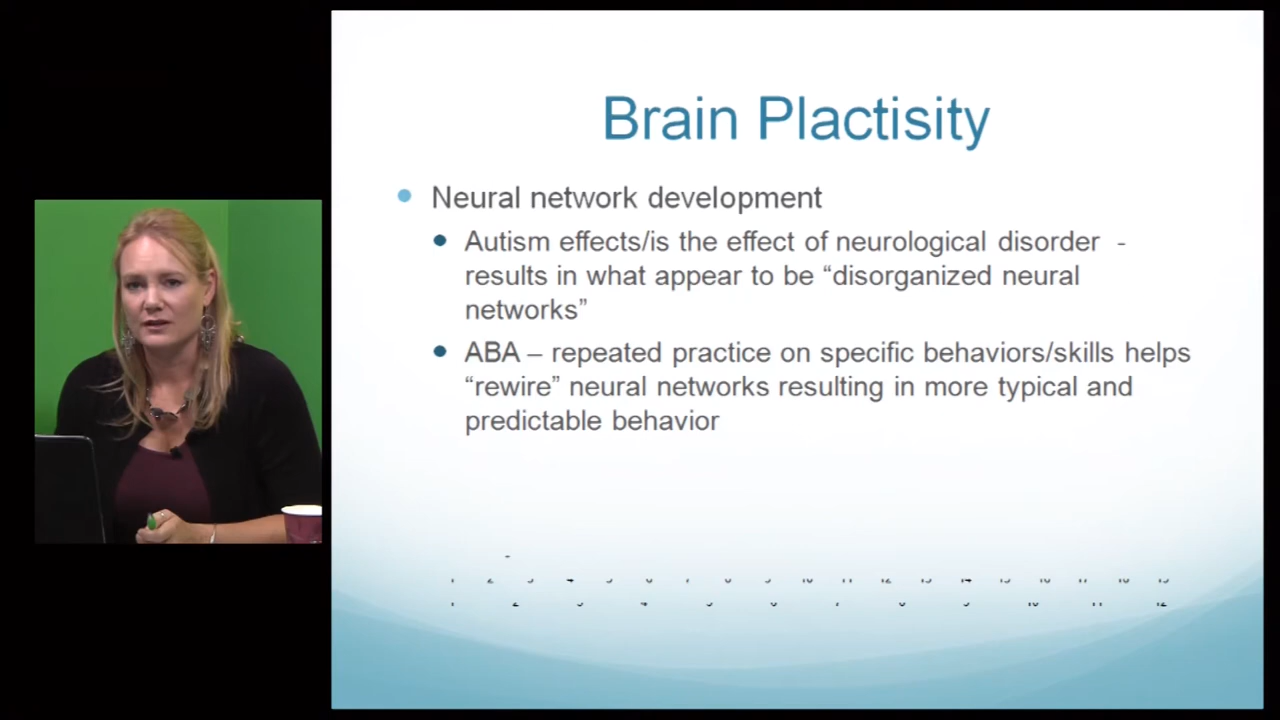 Brain Plactisity
Neural network development
Autism effects/is the effect of neurological disorder -
results in what appear to be “disorganized neural
networks”
ABA – repeated practice on specific behaviors/skills helps
“rewire” neural networks resulting in more typical and
predictable behavior